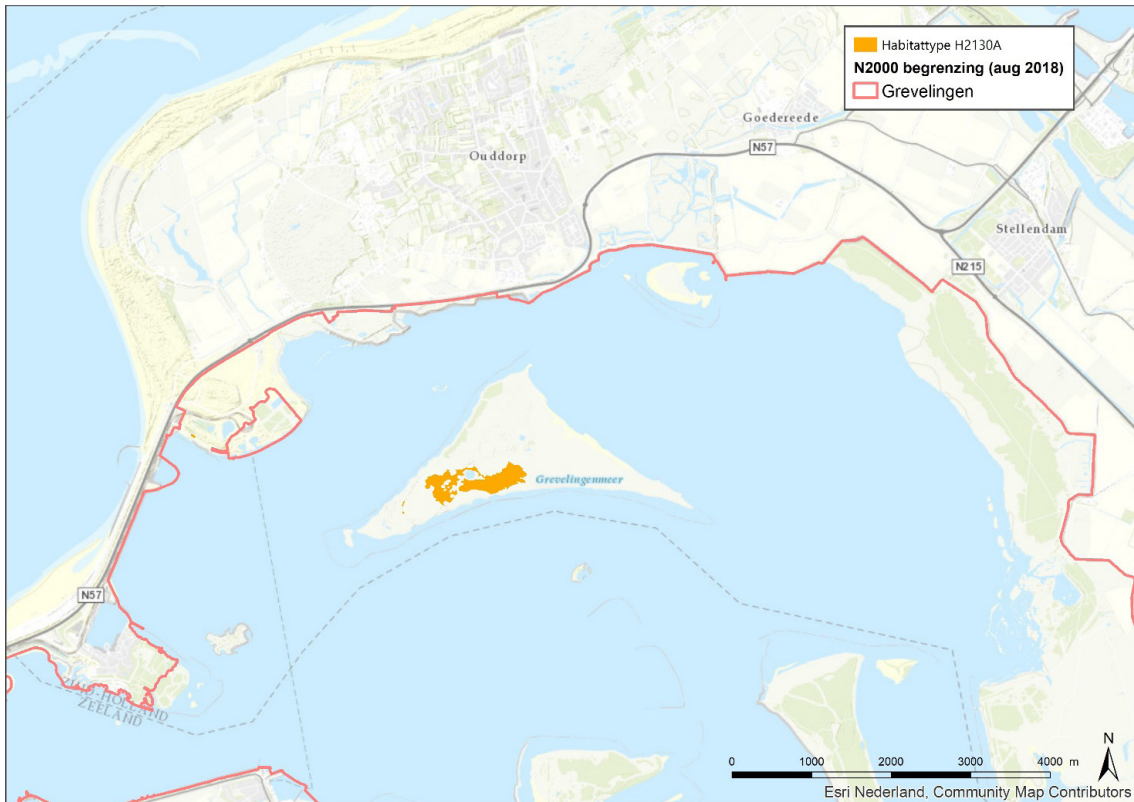 Habitattype H2130A
N2000 begrenzing (aug 2018)
Grevelingen
Goedereede
N57
Ouddorp
Stellendam
N215
Grevelingenmeer
N57
ZUID-HOLLAND
ZEELAND
N
0 1000 2000 3000 4000 m
Esri Nederland, Community Map Contributors